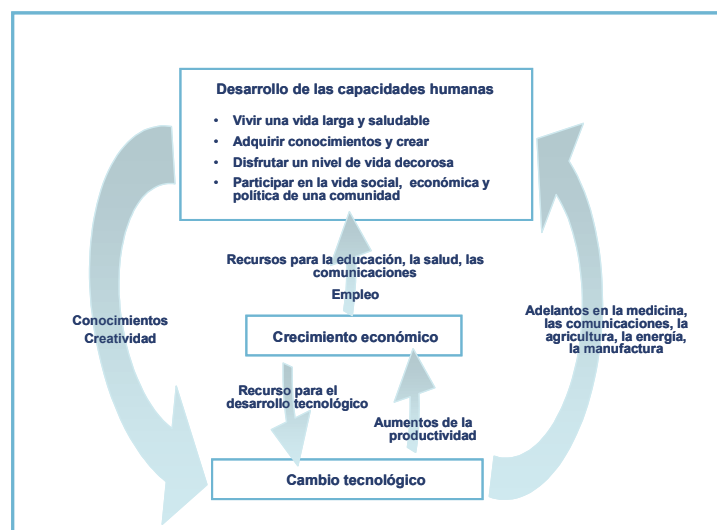 Desarrollo de las capacidades humanas
• Vivir una vida larga y saludable
• Adquirir conocimientos y crear
• Disfrutar un nivel de vida decorosa
• Participar en la vida social, económica y
política de una comunidad
Recursos para la educación, la salud, las
comunicaciones
Empleo
Conocimientos
Creatividad
Crecimiento económico
Adelantos en la medicina,
las comunicaciones, la
agricultura, la energía,
la manufactura
Recurso para el
desarrollo tecnológico
Aumentos de la
productividad
Cambio tecnológico